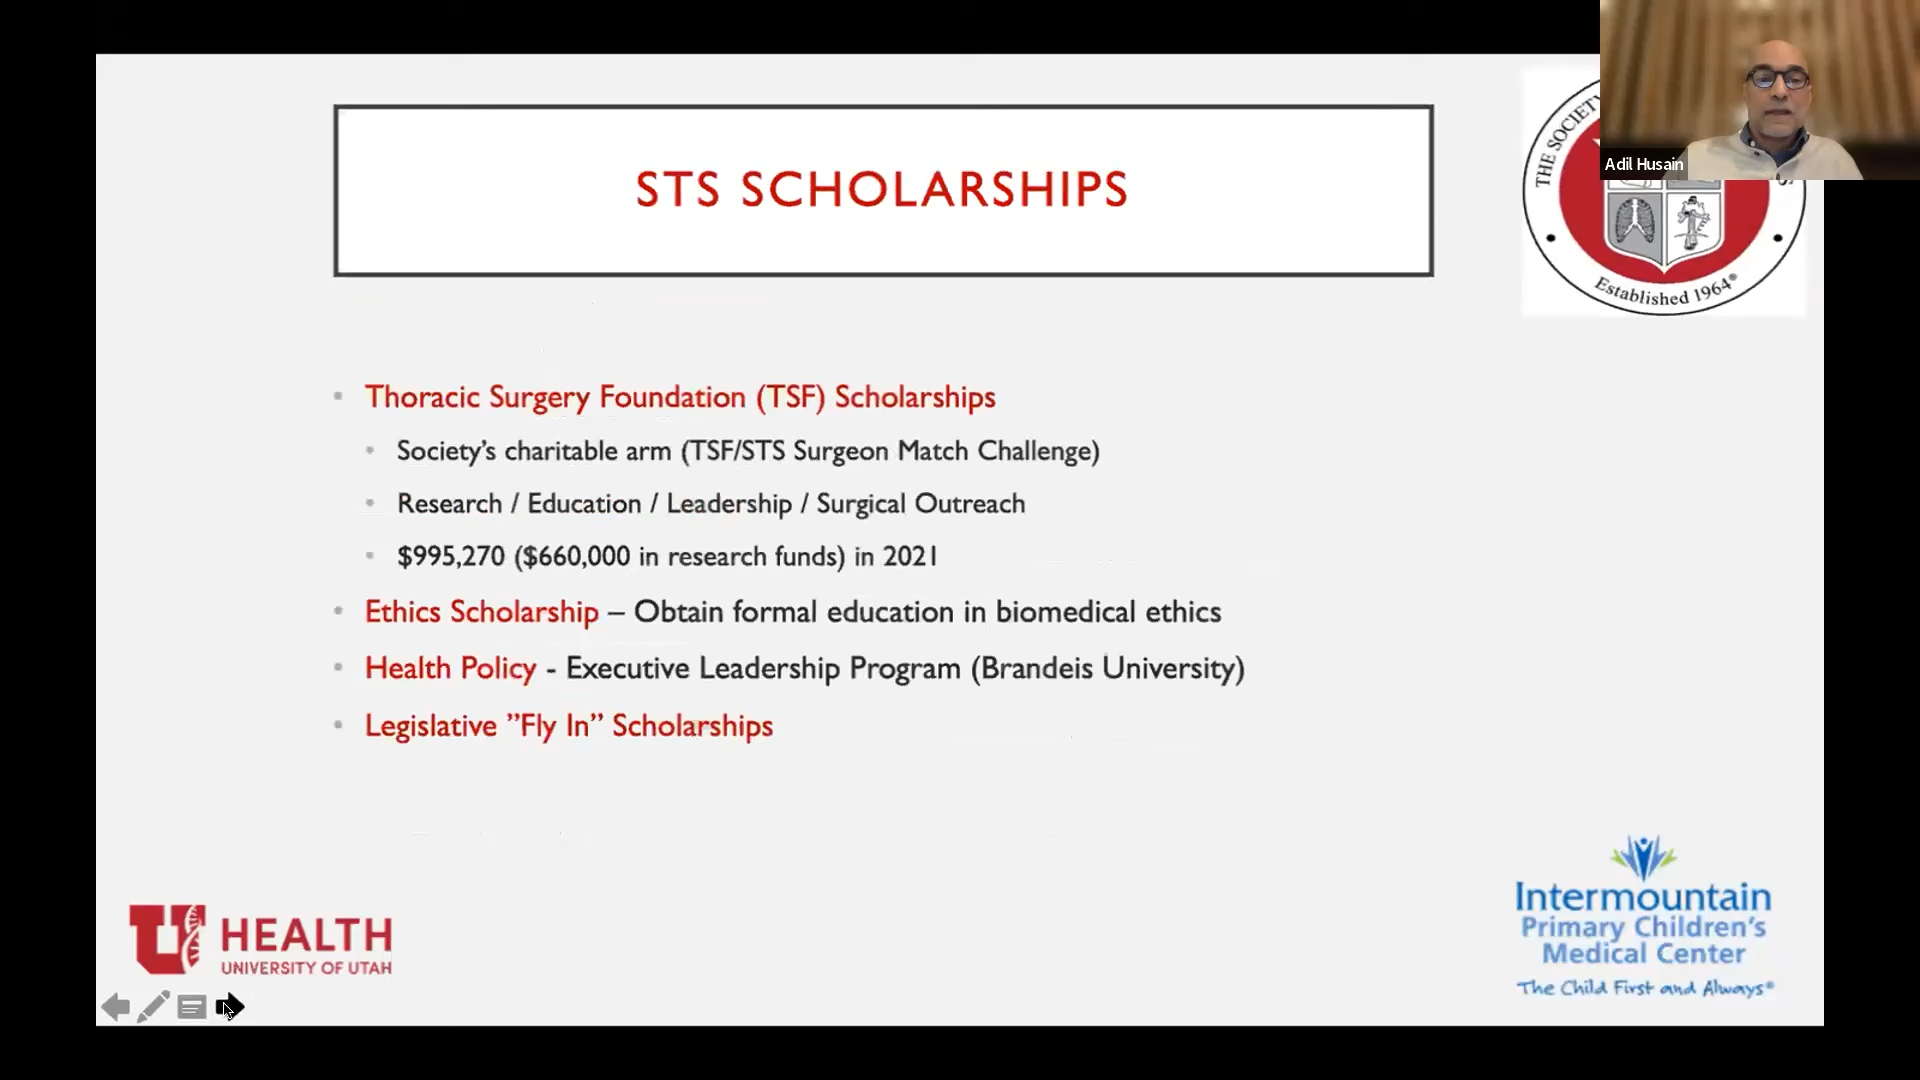 STS SCHOLARSHIPS
Adil Husain
THE SOCIETY
Established 1964®
Thoracic Surgery Foundation (TSF) Scholarships
Society’s charitable arm (TSF/STS Surgeon Match Challenge)
Research / Education / Leadership / Surgical Outreach
$995,270 ($660,000 in research funds) in 2021
Ethics Scholarship – Obtain formal education in biomedical ethics
Health Policy - Executive Leadership Program (Brandeis University)
Legislative ”Fly In” Scholarships
U HEALTH
UNIVERSITY OF UTAH
Intermountain
Primary Children’s
Medical Center
The Child First and Always®